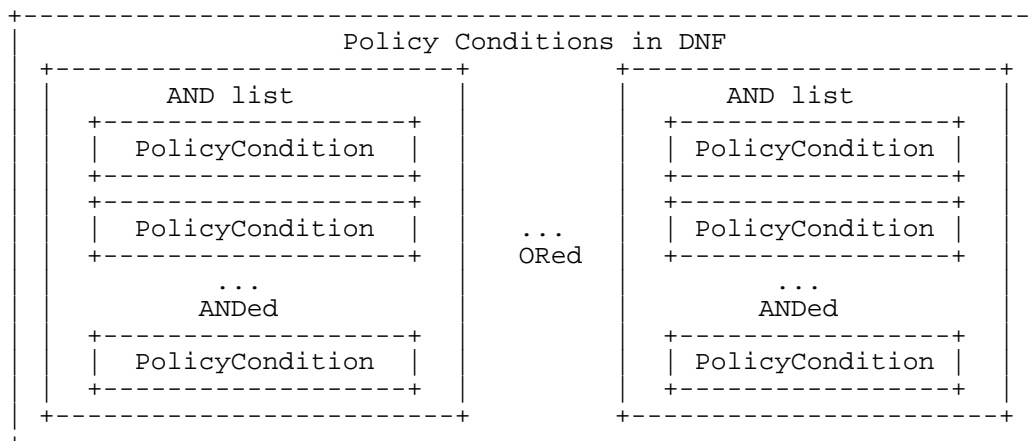 Policy Conditions in DNF
AND list AND list
PolicyCondition PolicyCondition
PolicyCondition ... PolicyCondition
ORed
... ...
ANDed ANDed
PolicyCondition PolicyCondition